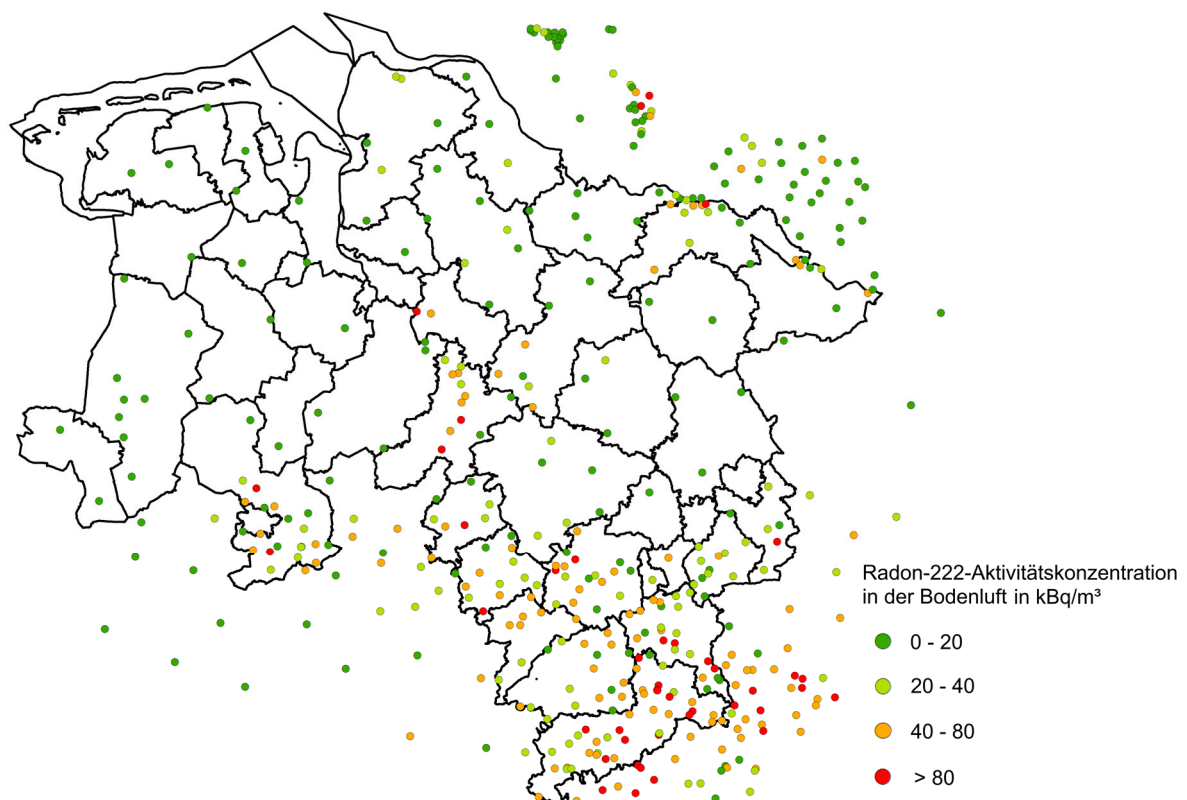 Radon-222-Aktivitätskonzentration
in der Bodenluft in kBq/m³
0 - 20
20 - 40
40 - 80
> 80